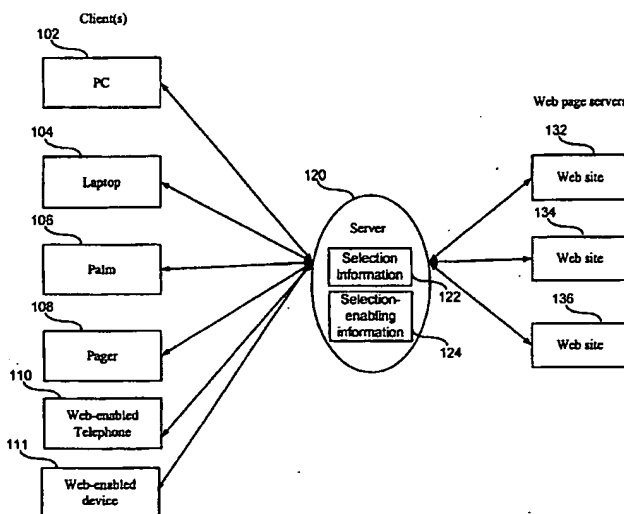 Client(s)
102
PC
104
Laptop
106
Palm
108
Pager
110
Web-enabled
Telephone
111
Web-enabled
device
120
Server
Selection
Information
122
Selection-
enabling
information
124
Web page servers
132
Web site
134
Web site
136
Web site